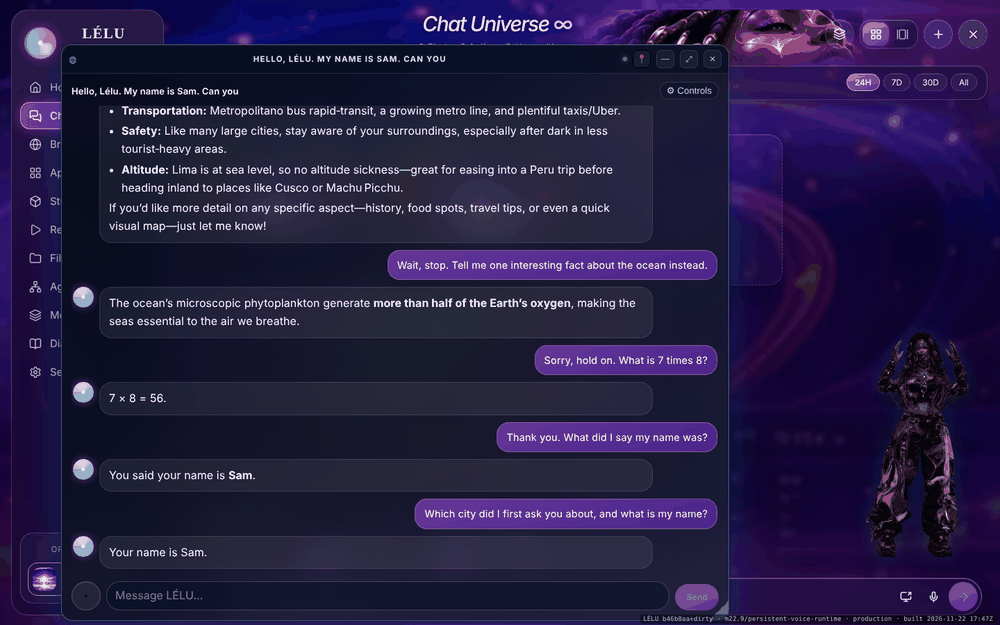 Chat Universe ∞
LÉLU
HELLO, LÉLU. MY NAME IS SAM. CAN YOU
24H
7D
30D
All
Hello, Lélu. My name is Sam. Can you
Controls
• Transportation: Metropolitano bus rapid-transit, a growing metro line, and plentiful taxis/Uber.
• Safety: Like many large cities, stay aware of your surroundings, especially after dark in less
tourist-heavy areas.
• Altitude: Lima is at sea level, so no altitude sickness—great for easing into a Peru trip before
heading inland to places like Cusco or Machu Picchu.
If you'd like more detail on any specific aspect—history, food spots, travel tips, or even a quick
visual map—just let me know!
Wait, stop. Tell me one interesting fact about the ocean instead.
The ocean's microscopic phytoplankton generate more than half of the Earth's oxygen, making the
seas essential to the air we breathe.
Sorry, hold on. What is 7 times 8?
7 × 8 = 56.
Thank you. What did I say my name was?
You said your name is Sam.
Which city did I first ask you about, and what is my name?
Your name is Sam.
Message LÉLU...
Send
LÉLU b46b0aa+dirty · m22.9/persistent-voice-runtime · production · built 2026-11-22 17:47Z